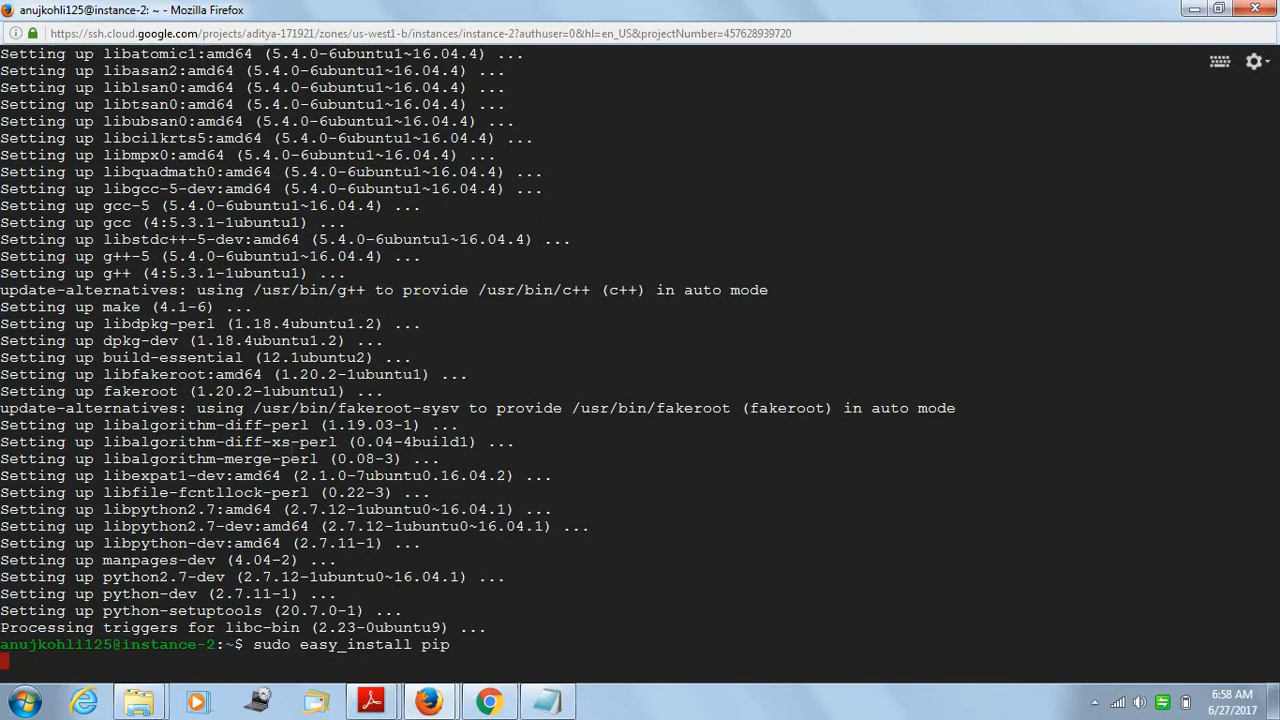 anujkohli125@instance-2: ~ - Mozilla Firefox
https://ssh.cloud.google.com/projects/aditya-171921/zones/us-west1-b/instances/instance-2?authuser=0&hl=en_US&projectNumber=457628939720
Setting up libatomic1:amd64 (5.4.0-6ubuntu1~16.04.4) ...
Setting up libasan2:amd64 (5.4.0-6ubuntu1~16.04.4) ...
Setting up liblsan0:amd64 (5.4.0-6ubuntu1~16.04.4) ...
Setting up libtsan0:amd64 (5.4.0-6ubuntu1~16.04.4) ...
Setting up libubsan0:amd64 (5.4.0-6ubuntu1~16.04.4) ...
Setting up libcilkrts5:amd64 (5.4.0-6ubuntu1~16.04.4) ...
Setting up libmpx0:amd64 (5.4.0-6ubuntu1~16.04.4) ...
Setting up libquadmath0:amd64 (5.4.0-6ubuntu1~16.04.4) ...
Setting up libgcc-5-dev:amd64 (5.4.0-6ubuntu1~16.04.4) ...
Setting up gcc-5 (5.4.0-6ubuntu1~16.04.4) ...
Setting up gcc (4:5.3.1-1ubuntu1) ...
Setting up libstdc++-5-dev:amd64 (5.4.0-6ubuntu1~16.04.4) ...
Setting up g++-5 (5.4.0-6ubuntu1~16.04.4) ...
Setting up g++ (4:5.3.1-1ubuntu1) ...
update-alternatives: using /usr/bin/g++ to provide /usr/bin/c++ (c++) in auto mode
Setting up make (4.1-6) ...
Setting up libdpkg-perl (1.18.4ubuntu1.2) ...
Setting up dpkg-dev (1.18.4ubuntu1.2) ...
Setting up build-essential (12.1ubuntu2) ...
Setting up libfakeroot:amd64 (1.20.2-1ubuntu1) ...
Setting up fakeroot (1.20.2-1ubuntu1) ...
update-alternatives: using /usr/bin/fakeroot-sysv to provide /usr/bin/fakeroot (fakeroot) in auto mode
Setting up libalgorithm-diff-perl (1.19.03-1) ...
Setting up libalgorithm-diff-xs-perl (0.04-4build1) ...
Setting up libalgorithm-merge-perl (0.08-3) ...
Setting up libexpat1-dev:amd64 (2.1.0-7ubuntu0.16.04.2) ...
Setting up libfile-fcntllock-perl (0.22-3) ...
Setting up libpython2.7:amd64 (2.7.12-1ubuntu0~16.04.1) ...
Setting up libpython2.7-dev:amd64 (2.7.12-1ubuntu0~16.04.1) ...
Setting up libpython-dev:amd64 (2.7.11-1) ...
Setting up manpages-dev (4.04-2) ...
Setting up python2.7-dev (2.7.12-1ubuntu0~16.04.1) ...
Setting up python-dev (2.7.11-1) ...
Setting up python-setuptools (20.7.0-1) ...
Processing triggers for libc-bin (2.23-0ubuntu9) ...
anujkohli125@instance-2:~$ sudo easy_install pip
6:58 AM
6/27/2017